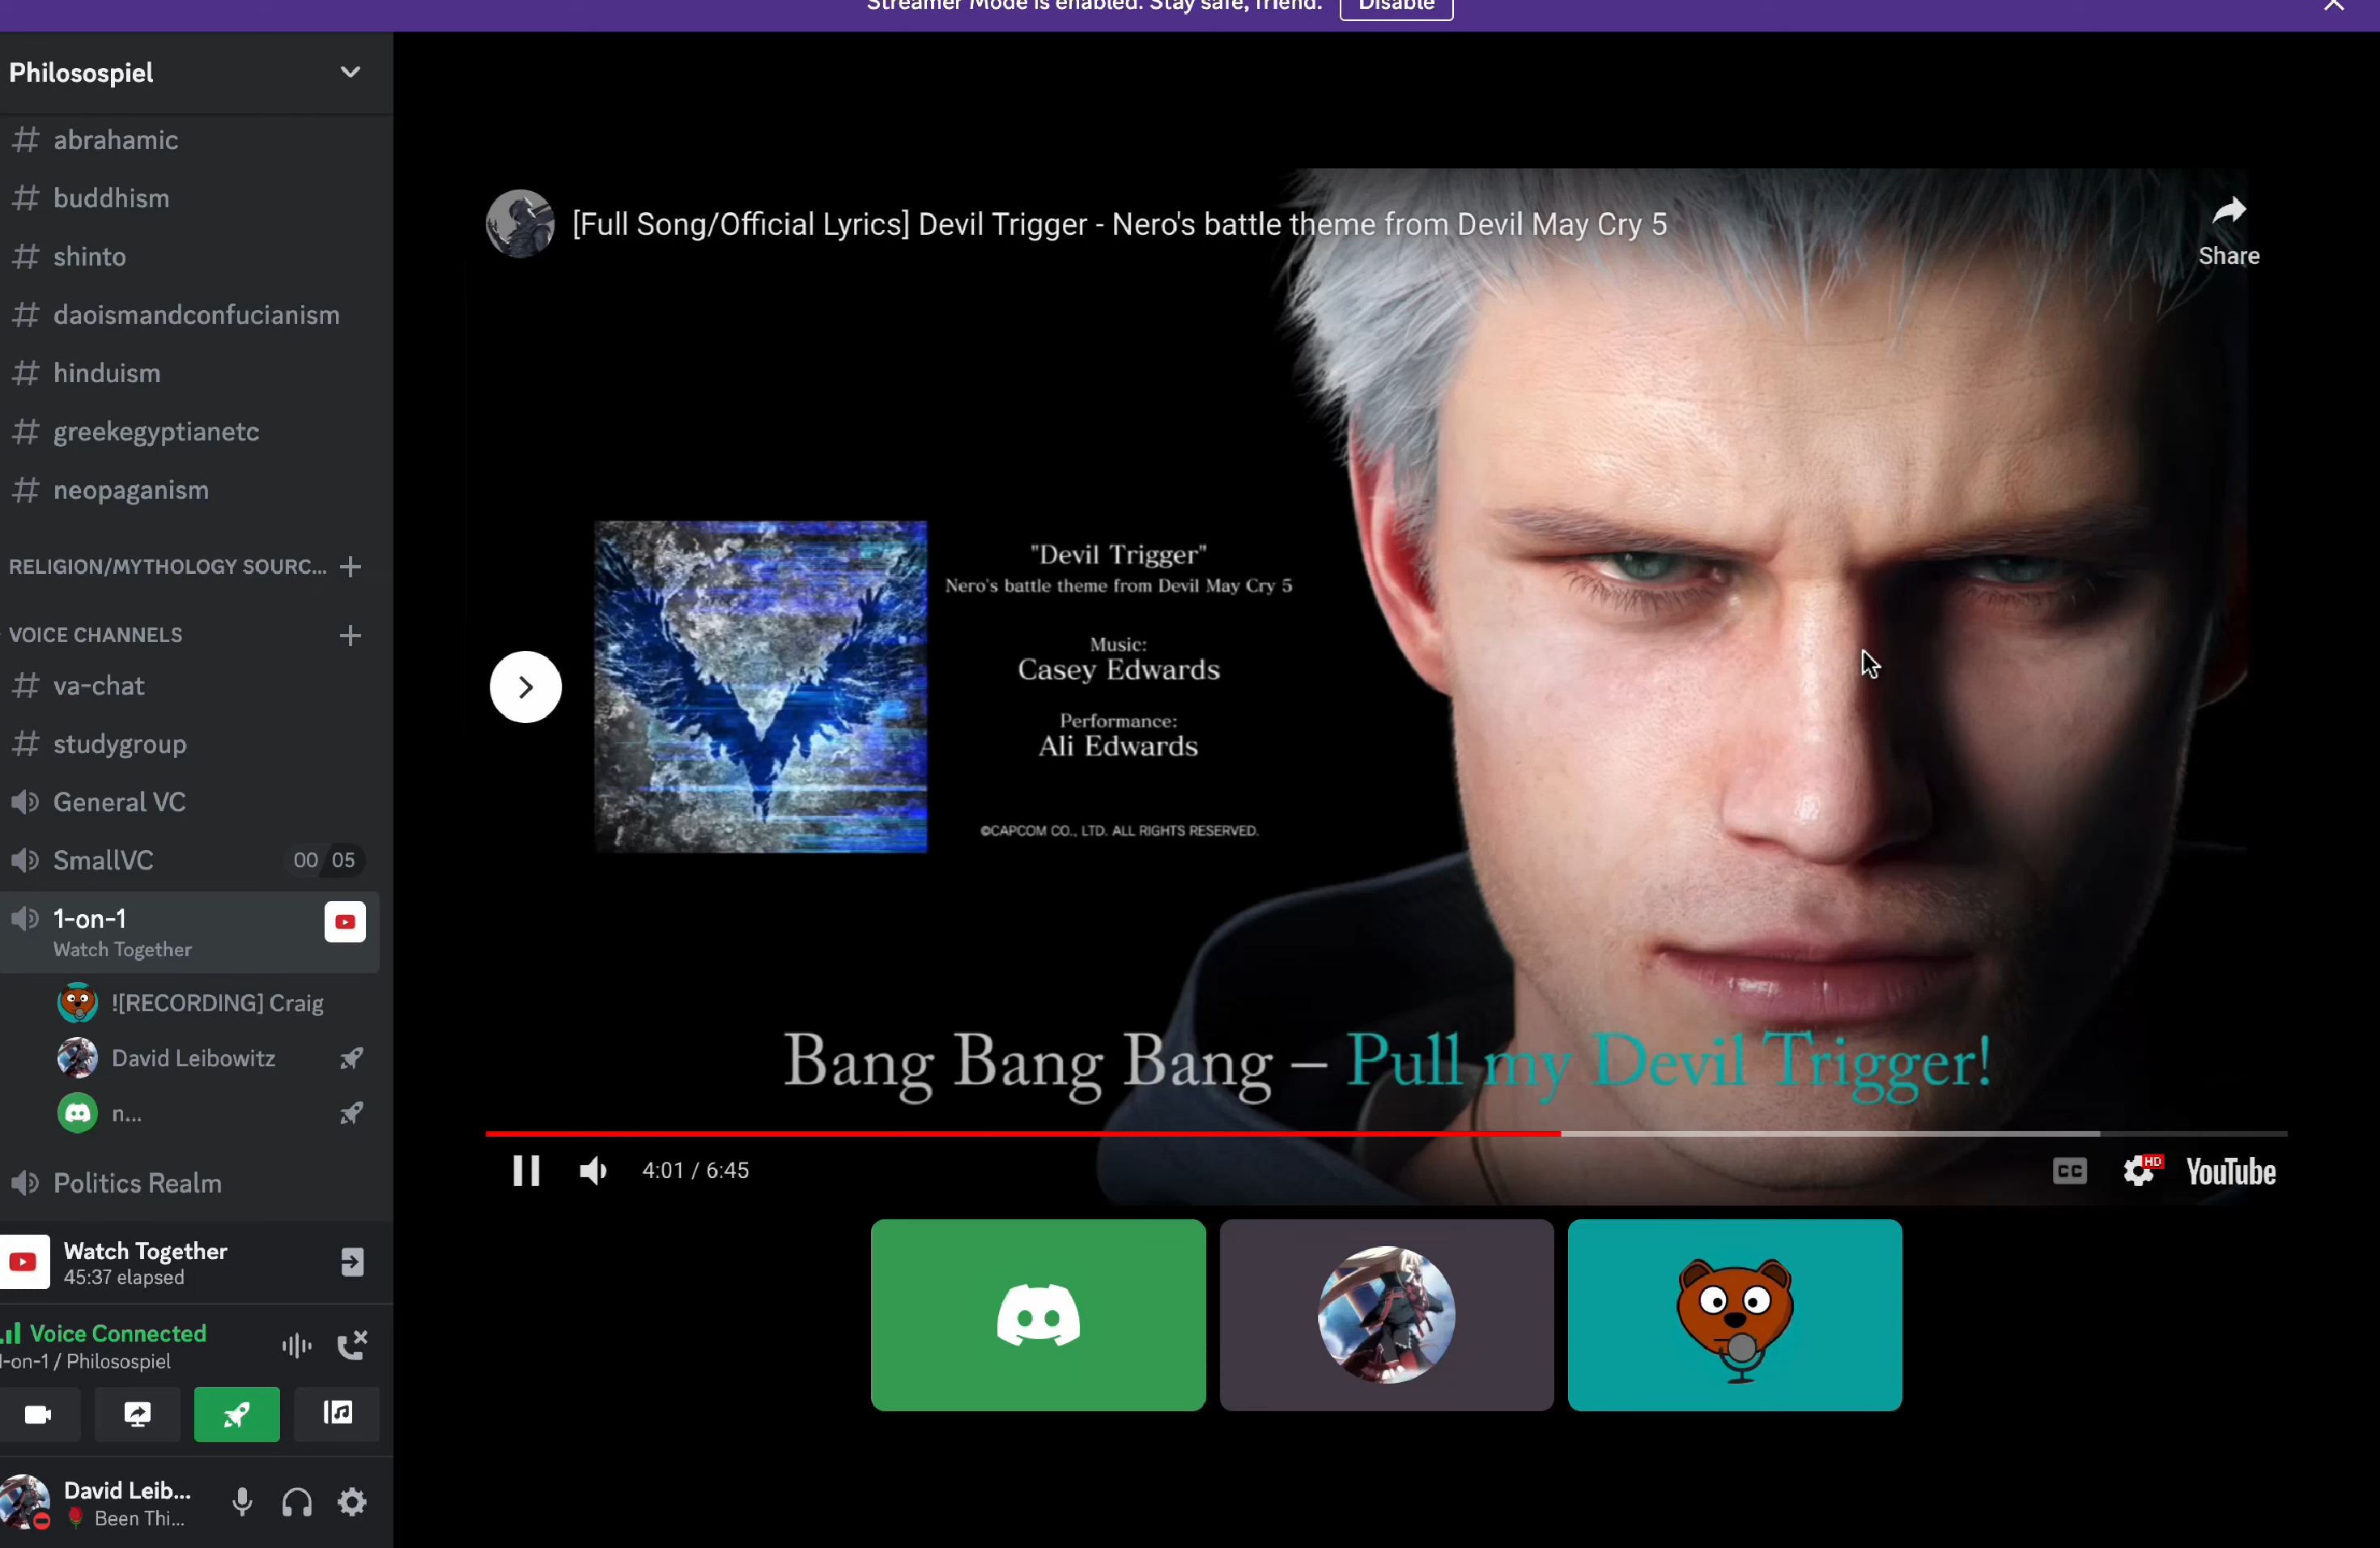 Streamer Mode is enabled. Stay safe, friend.
Disable
Philosospiel
abrahamic
buddhism
shinto
daoismandconfucianism
hinduism
greekegyptianetc
neopaganism
RELIGION/MYTHOLOGY SOURC...
VOICE CHANNELS
va-chat
studygroup
General VC
SmallVC
00 05
1-on-1
Watch Together
![RECORDING] Craig
David Leibowitz
n...
Politics Realm
Watch Together
45:37 elapsed
Voice Connected
1-on-1 / Philosospiel
David Leib...
Been Thi...
[Full Song/Official Lyrics] Devil Trigger - Nero's battle theme from Devil May Cry 5
Share
"Devil Trigger"
Nero's battle theme from Devil May Cry 5
Music:
Casey Edwards
Performance:
Ali Edwards
©CAPCOM CO., LTD. ALL RIGHTS RESERVED.
Bang Bang Bang – Pull my Devil Trigger!
4:01 / 6:45
CC
HD
YouTube